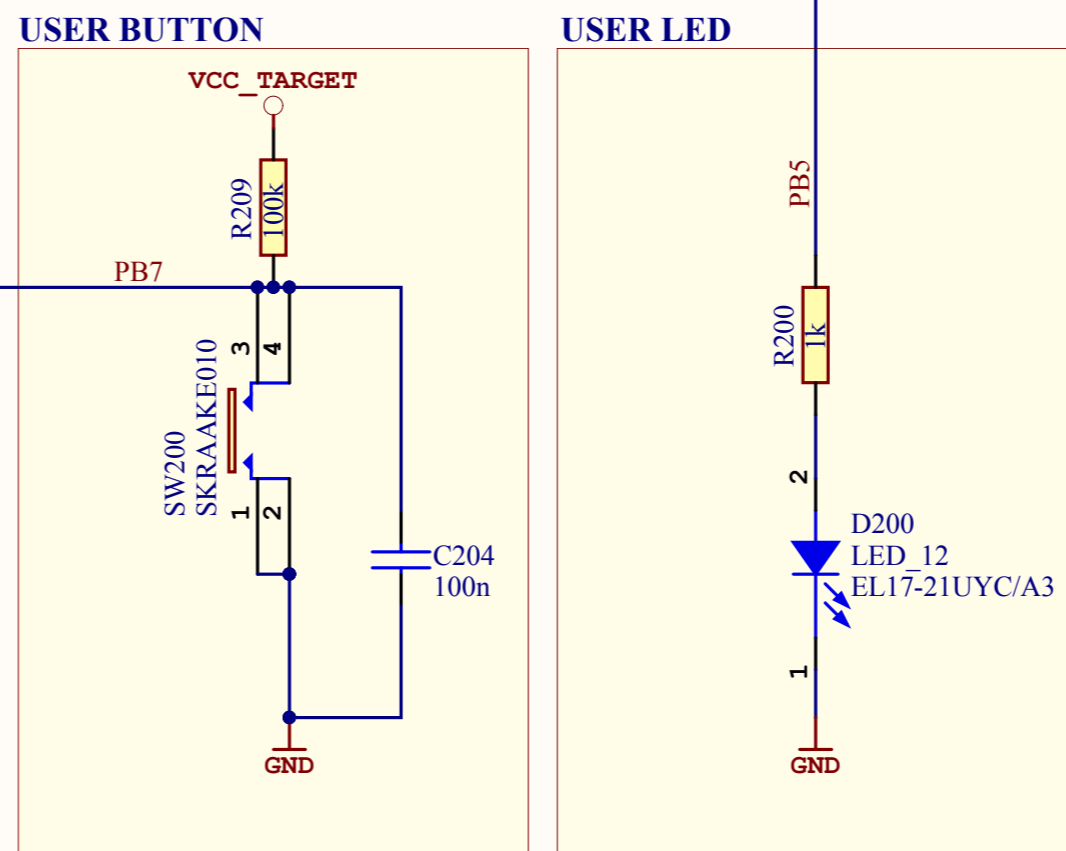 USER BUTTON
VCC_TARGET
R209
100k
PB7
3
4
SW200
SKRAAKE010
1
2
C204
100n
GND
USER LED
PB5
R200
1k
2
D200
LED_12
EL17-21UYC/A3
1
GND